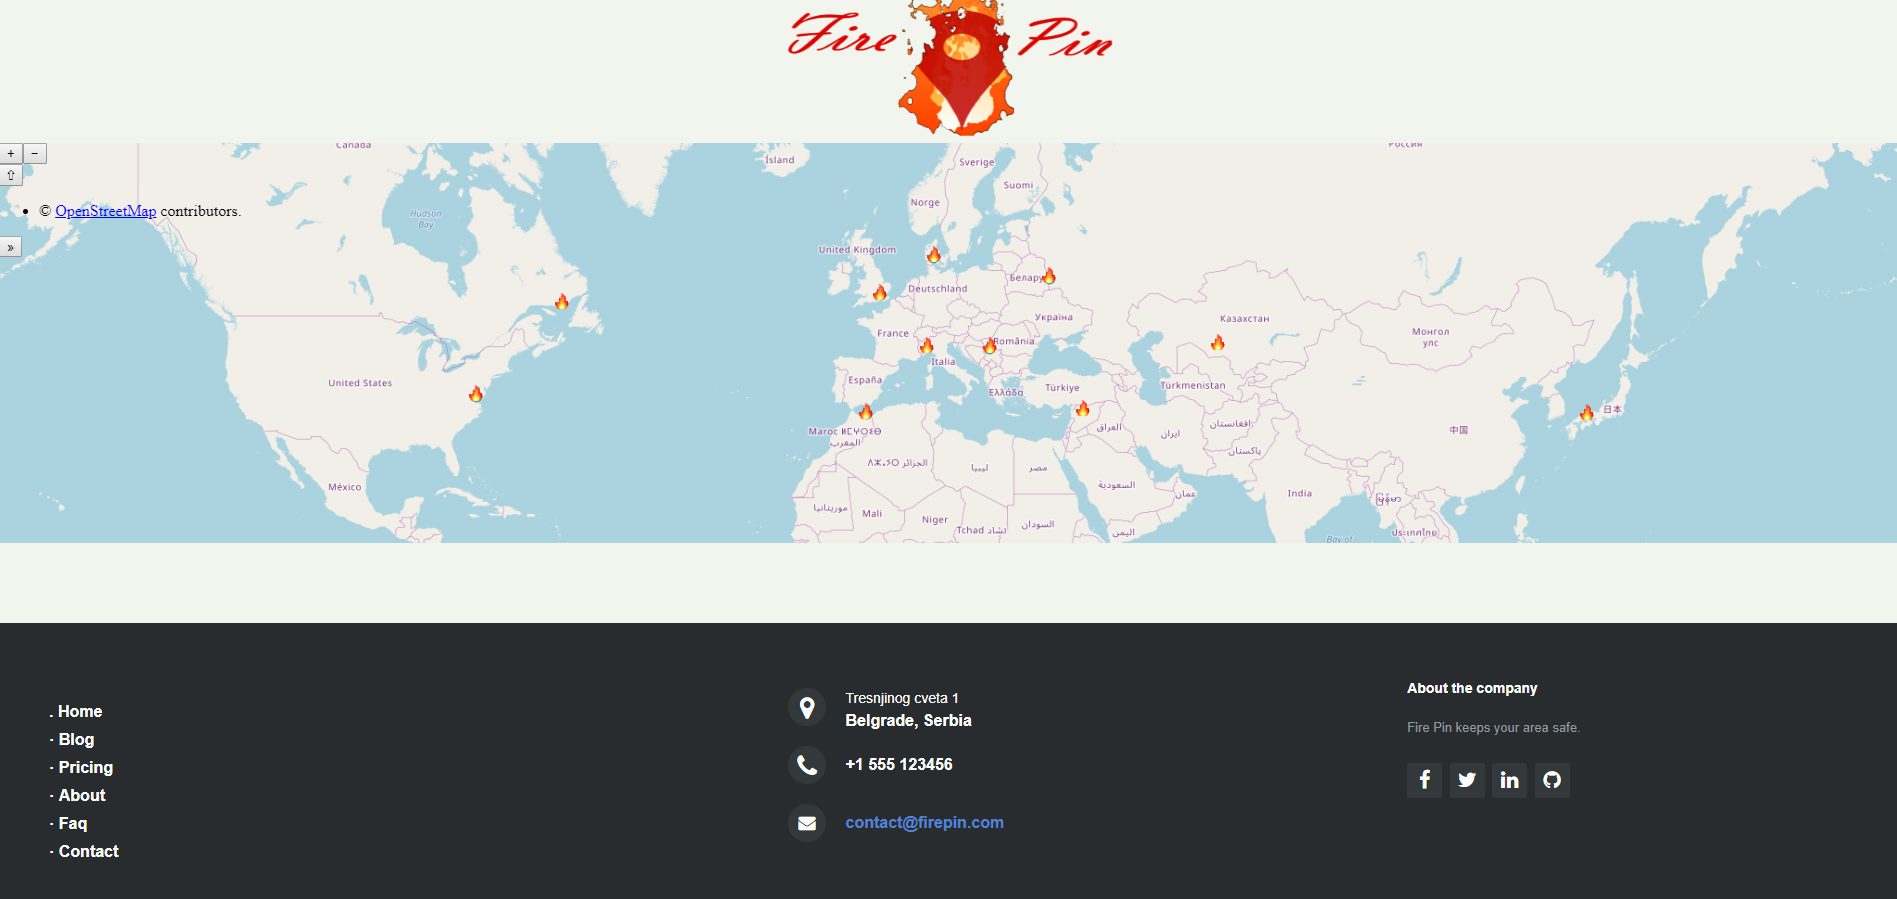 Fire Pin
+ −
⇧
• © OpenStreetMap contributors.
»
Canada
Hudson
Bay
United States
México
Ísland
Sverige
Suomi
Norge
United Kingdom
Беларусь
Deutschland
Україна
France
România
Italia
España
Ελλάδα
Türkiye
Maroc ⵍⵎⵖⵔⵉⴱ
المغرب
الجزائر
ليبيا
مصر
موريتانيا
Mali
Niger
Tchad تشاد
السودان
السعودية
عمان
اليمن
العراق
ایران
افغانستان
پاکستان
Россия
Казахстан
Türkmenistan
Монгол
улс
中国
日本
India
Bay of
ประเทศไทย
. Home
· Blog
· Pricing
· About
· Faq
· Contact
Tresnjinog cveta 1
Belgrade, Serbia
+1 555 123456
contact@firepin.com
About the company
Fire Pin keeps your area safe.